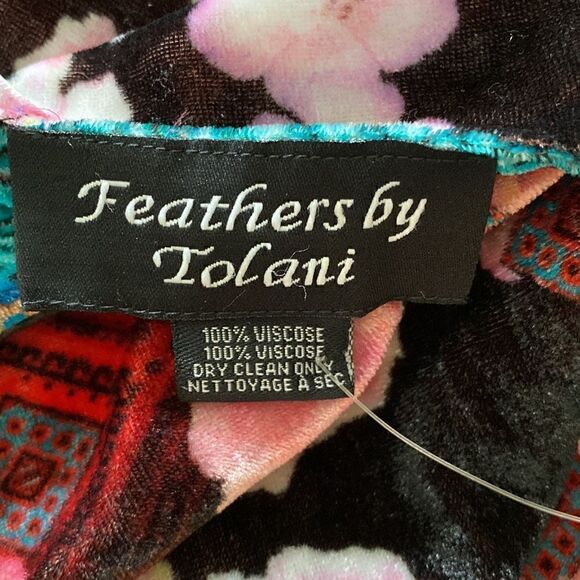 Feathers by
Tolani
100% VISCOSE
100% VISCOSE
DRY CLEAN ONLY
NETTOYAGE À SEC